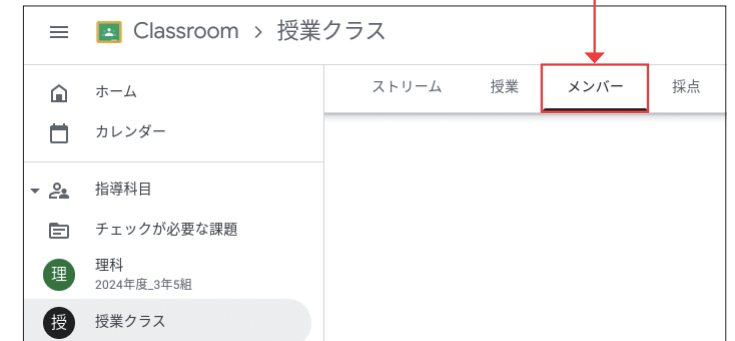 Classroom > 授業クラス
ストリーム 授業 メンバー 採点
ホーム
カレンダー
指導科目
チェックが必要な課題
理 理科
2024年度_3年5組
授 授業クラス